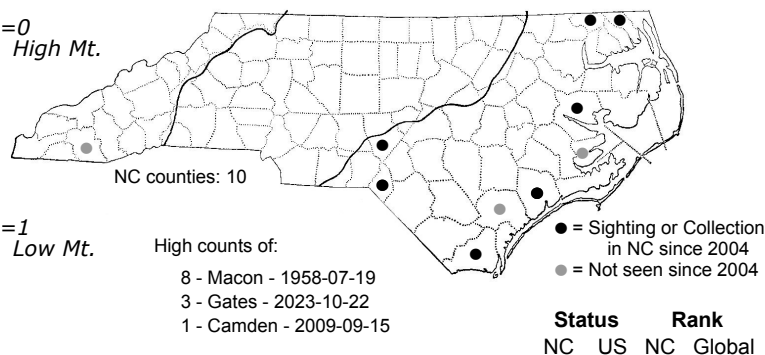 =0
High Mt.
NC counties: 10
=1
Low Mt.
High counts of:
8 - Macon - 1958-07-19
3 - Gates - 2023-10-22
1 - Camden - 2009-09-15
● = Sighting or Collection
in NC since 2004
● = Not seen since 2004
Status Rank
NC US NC Global